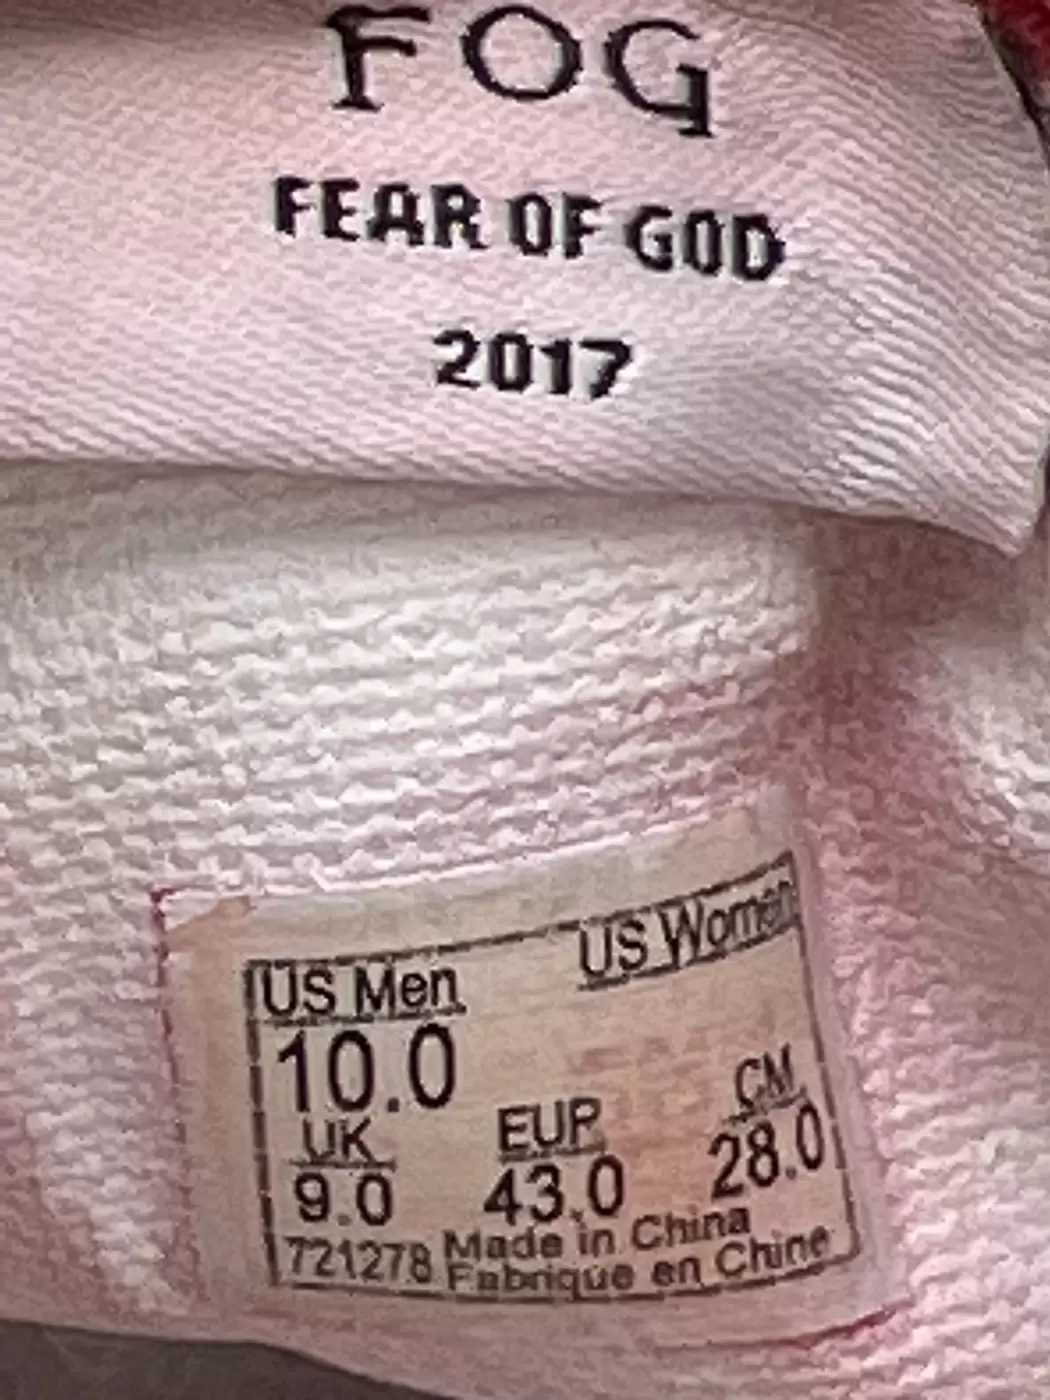 FOG
FEAR OF GOD
2017
US Men US Women
10.0
UK EUR CM
9.0 43.0 28.0
721278 Made in China
Fabrique en Chine